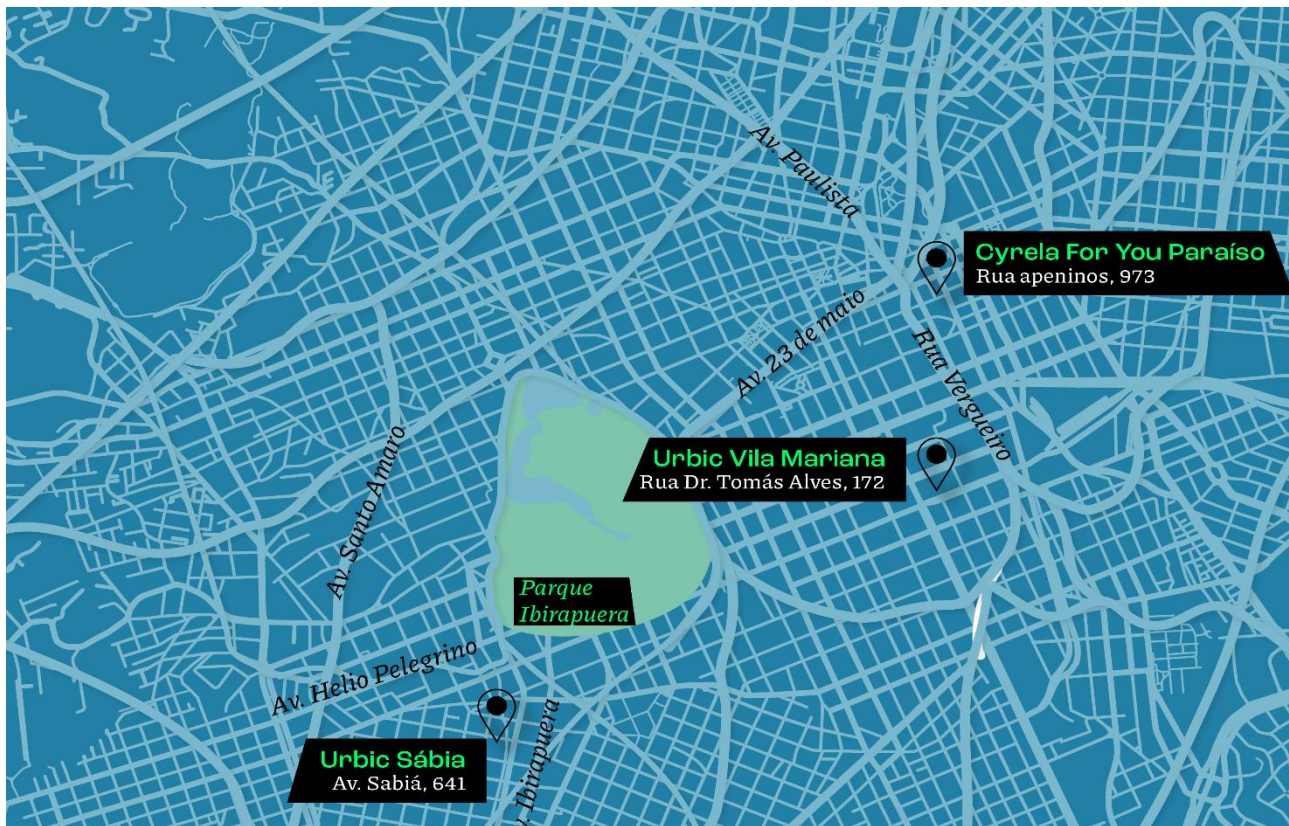 Av. Paulista
Cyrela For You Paraíso
Rua apeninos, 973
Av. 23 de maio
Rua Vergueiro
Urbic Vila Mariana
Rua Dr. Tomás Alves, 172
Av. Santo Amaro
Parque
Ibirapuera
Av. Helio Pelegrino
Urbic Sábia
Av. Sabiá, 641
v. Ibirapuera